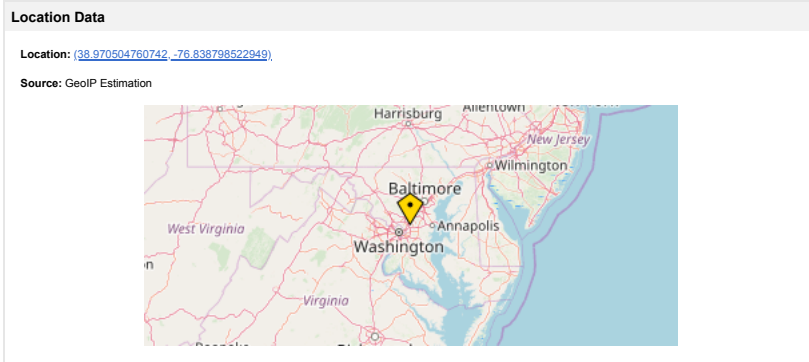 Location Data
Location: (38.970504760742, -76.838798522949)
Source: GeoIP Estimation
Harrisburg
Allentown
New Jersey
Wilmington
Baltimore
West Virginia
Annapolis
Washington
Virginia
Roanoke